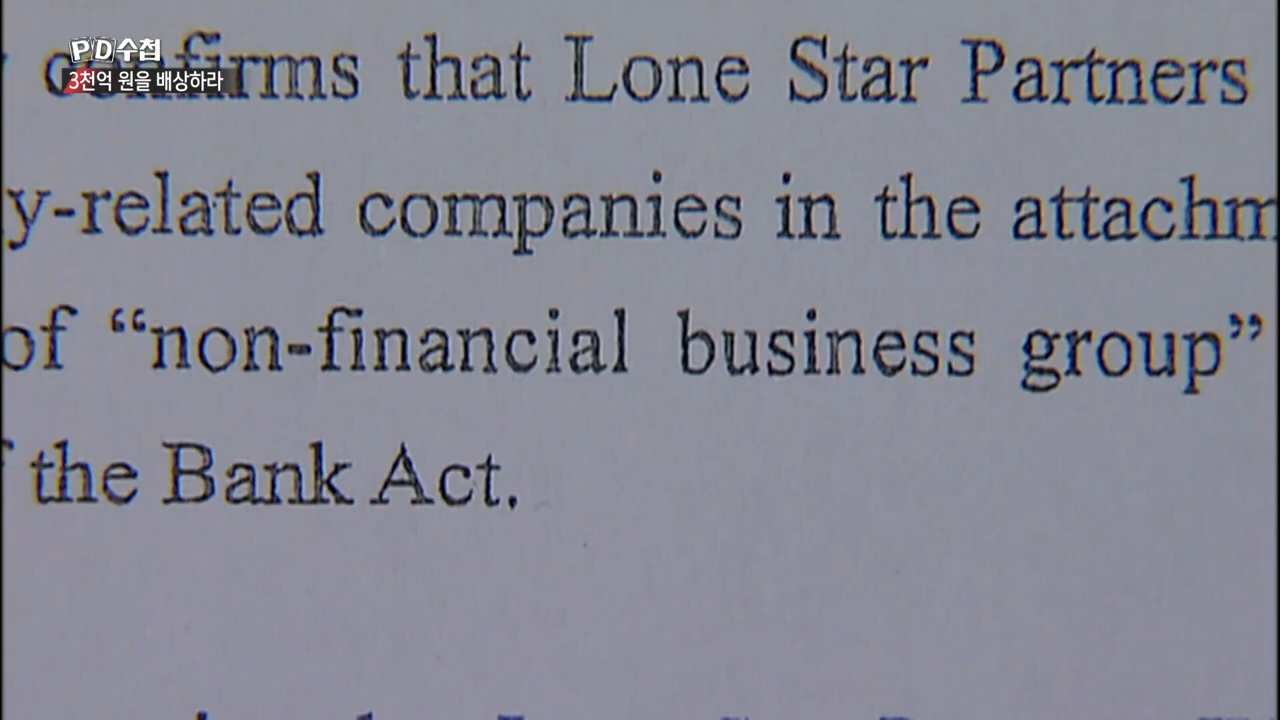 PD수첩
3천억 원을 배상하라
confirms that Lone Star Partners
y-related companies in the attachm
of “non-financial business group”
the Bank Act.